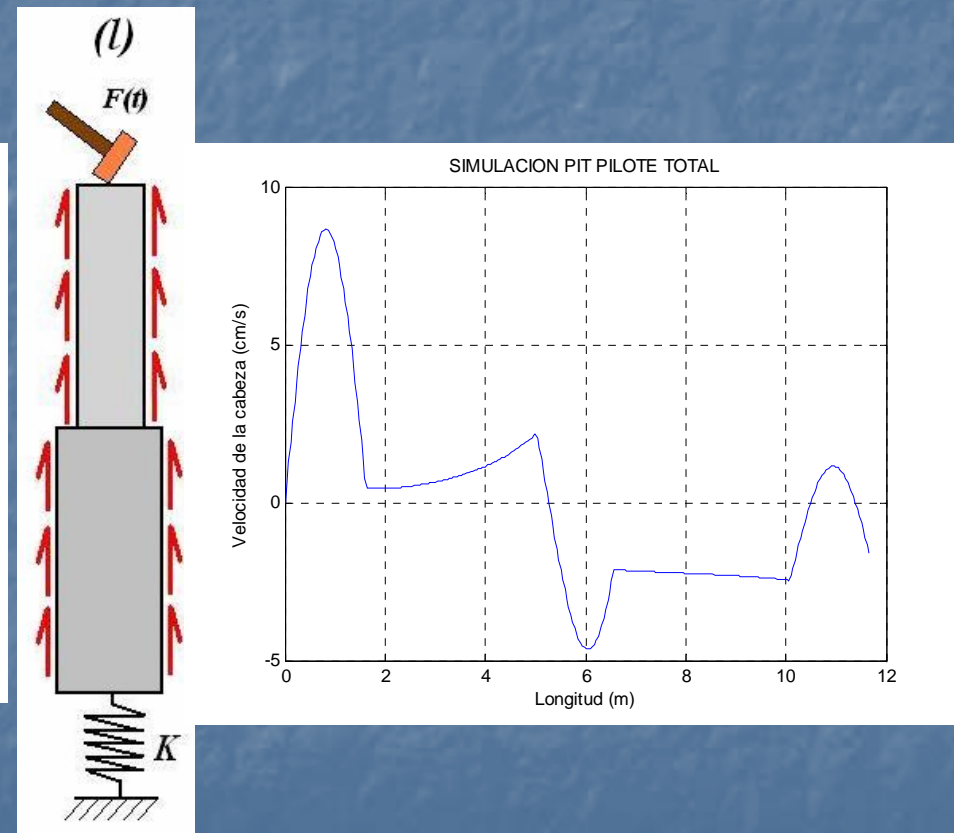 (l)
F(t)
K
SIMULACION PIT PILOTE TOTAL
Velocidad de la cabeza (cm/s)
10
5
0
-5
0 2 4 6 8 10 12
Longitud (m)